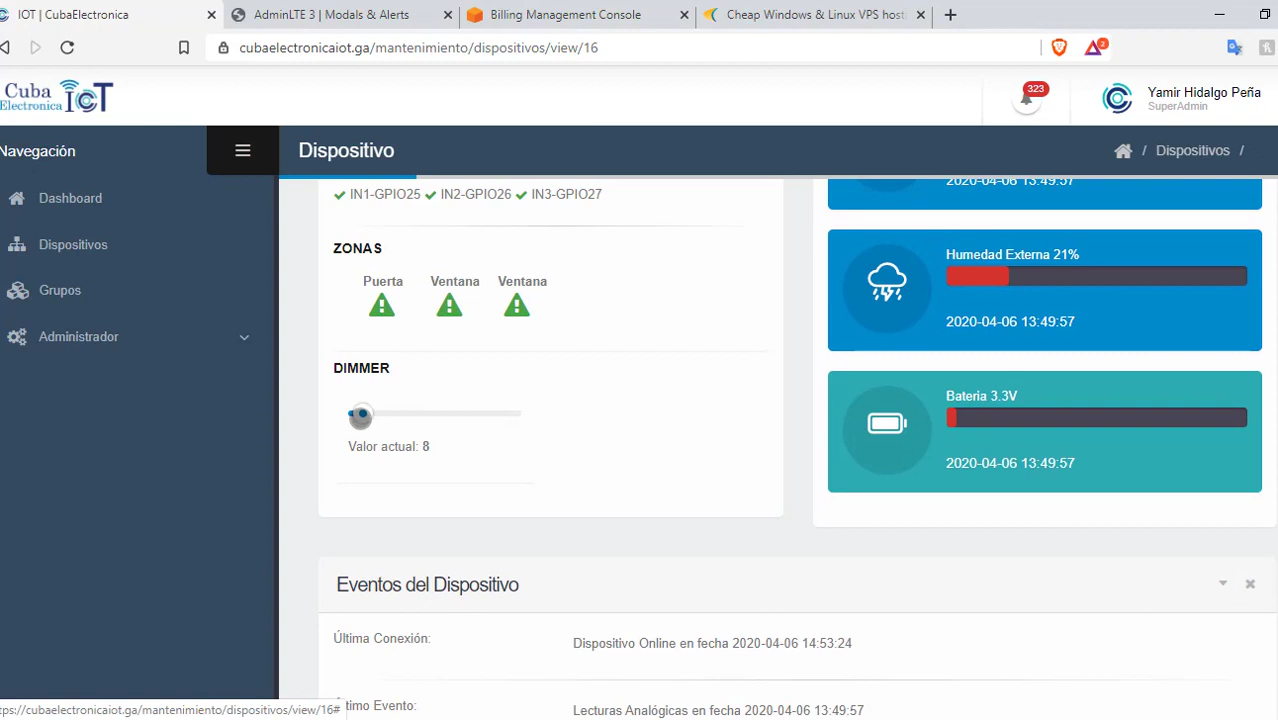 IOT | CubaElectronica
AdminLTE 3 | Modals & Alerts
Billing Management Console
Cheap Windows & Linux VPS host
cubaelectronicaiot.ga/mantenimiento/dispositivos/view/16
2
Cuba
Electronica
IoT
323
Yamir Hidalgo Peña
SuperAdmin
Navegación
Dispositivo
/ Dispositivos /
Dashboard
Dispositivos
Grupos
Administrador
IN1-GPIO25 IN2-GPIO26 IN3-GPIO27
ZONAS
Puerta Ventana Ventana
DIMMER
Valor actual: 8
2020-04-06 13:49:57
Humedad Externa 21%
2020-04-06 13:49:57
Bateria 3.3V
2020-04-06 13:49:57
Eventos del Dispositivo
Última Conexión:
Dispositivo Online en fecha 2020-04-06 14:53:24
timo Evento:
Lecturas Analógicas en fecha 2020-04-06 13:49:57
tps://cubaelectronicaiot.ga/mantenimiento/dispositivos/view/16#